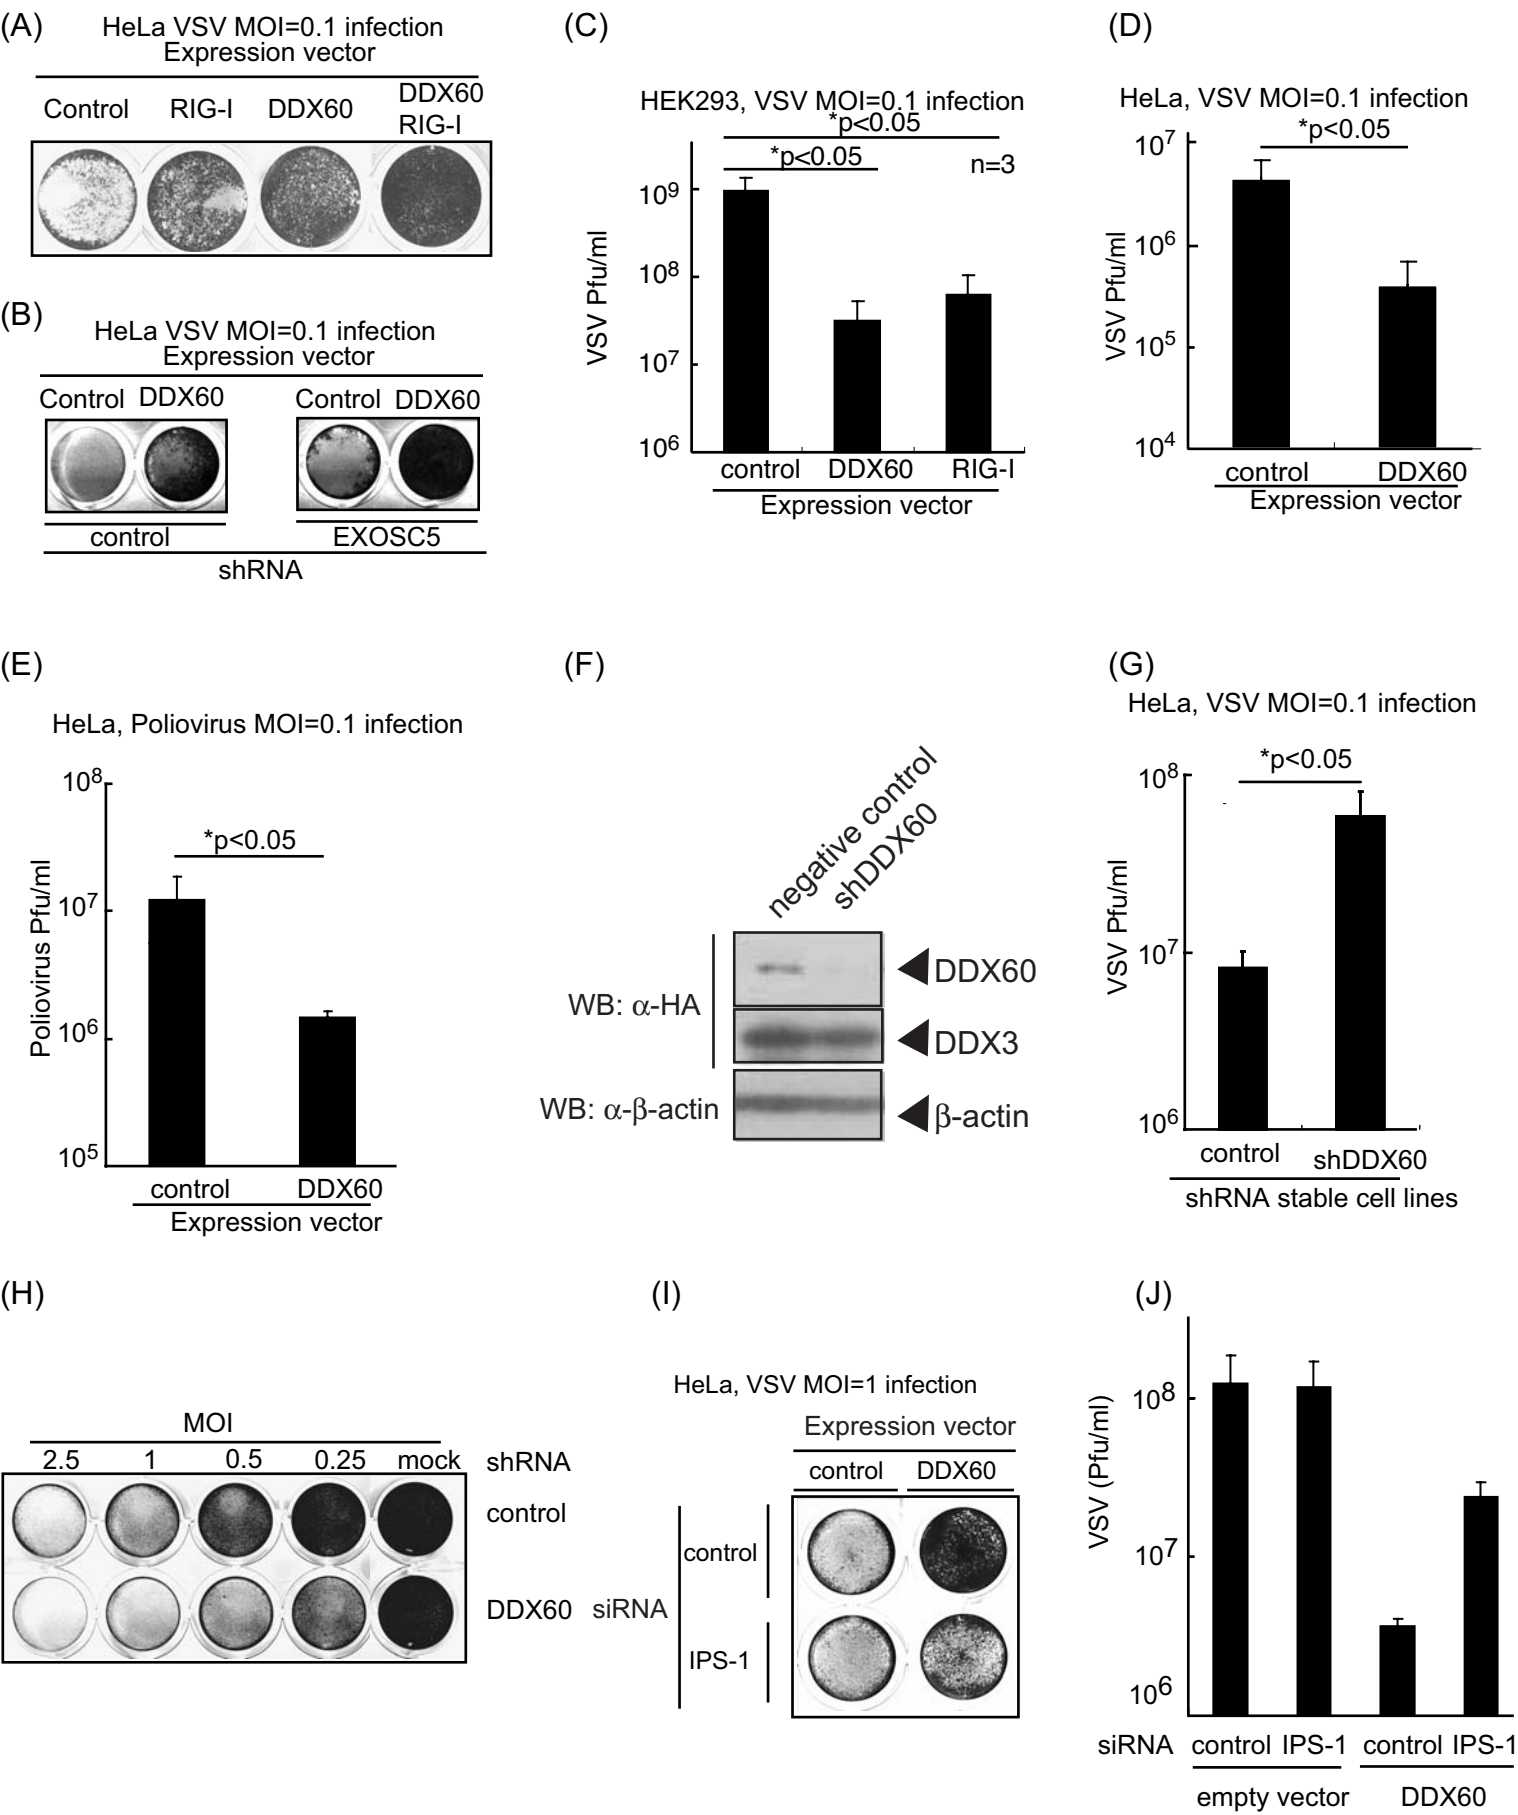 (A)
HeLa VSV MOI=0.1 infection
Expression vector
Control RIG-I DDX60 DDX60 RIG-I
(B)
HeLa VSV MOI=0.1 infection
Expression vector
Control DDX60 Control DDX60
control EXOSC5
shRNA
(C)
HEK293, VSV MOI=0.1 infection
*p<0.05
*p<0.05
n=3
VSV Pfu/ml
10⁹
10⁸
10⁷
10⁶
control DDX60 RIG-I
Expression vector
(D)
HeLa, VSV MOI=0.1 infection
*p<0.05
VSV Pfu/ml
10⁷
10⁶
10⁵
10⁴
control DDX60
Expression vector
(E)
HeLa, Poliovirus MOI=0.1 infection
*p<0.05
Poliovirus Pfu/ml
10⁸
10⁷
10⁶
10⁵
control DDX60
Expression vector
(F)
negative control
shDDX60
WB: α-HA
DDX60
DDX3
WB: α-β-actin
β-actin
(G)
HeLa, VSV MOI=0.1 infection
*p<0.05
VSV Pfu/ml
10⁸
10⁷
10⁶
control shDDX60
shRNA stable cell lines
(H)
MOI
2.5 1 0.5 0.25 mock shRNA
control
DDX60
(I)
HeLa, VSV MOI=1 infection
Expression vector
control DDX60
control
siRNA
IPS-1
(J)
VSV (Pfu/ml)
10⁸
10⁷
10⁶
siRNA control IPS-1 control IPS-1
empty vector DDX60